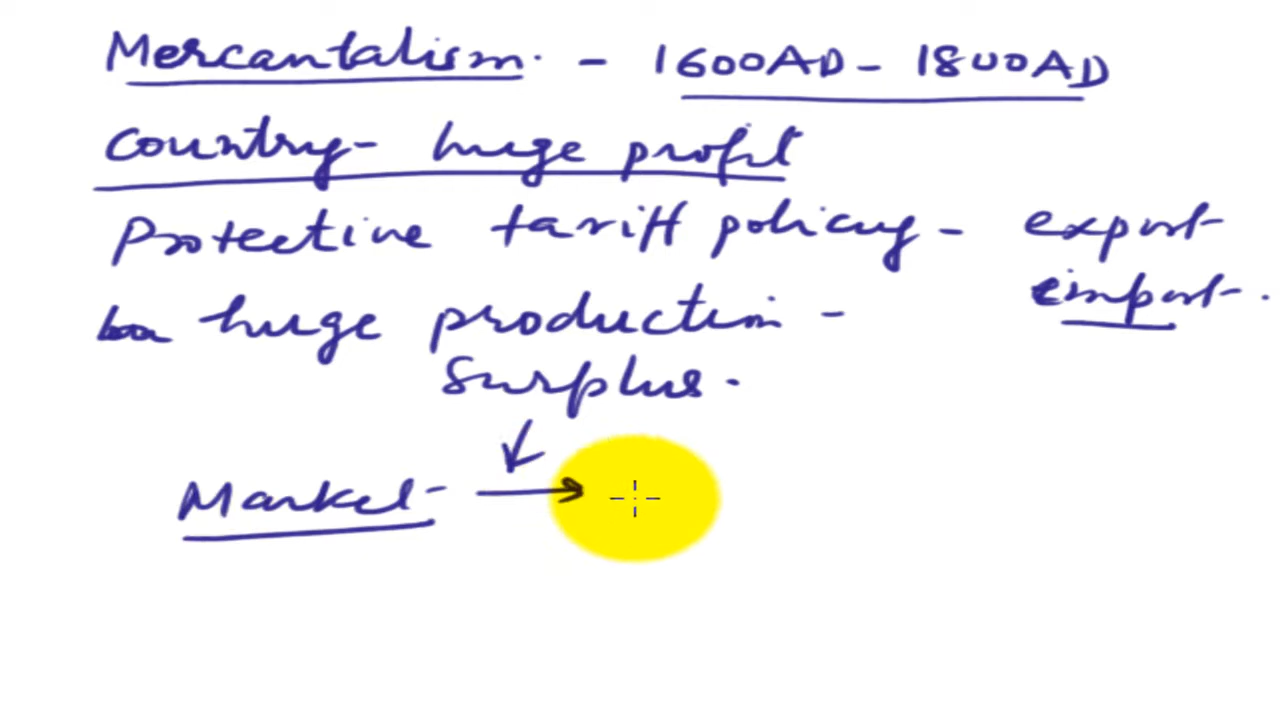 Mercantalism. - 1600AD - 1800AD
Country - huge profit
Protective tariff policy - export
import.
huge production -
Surplus.
Market -